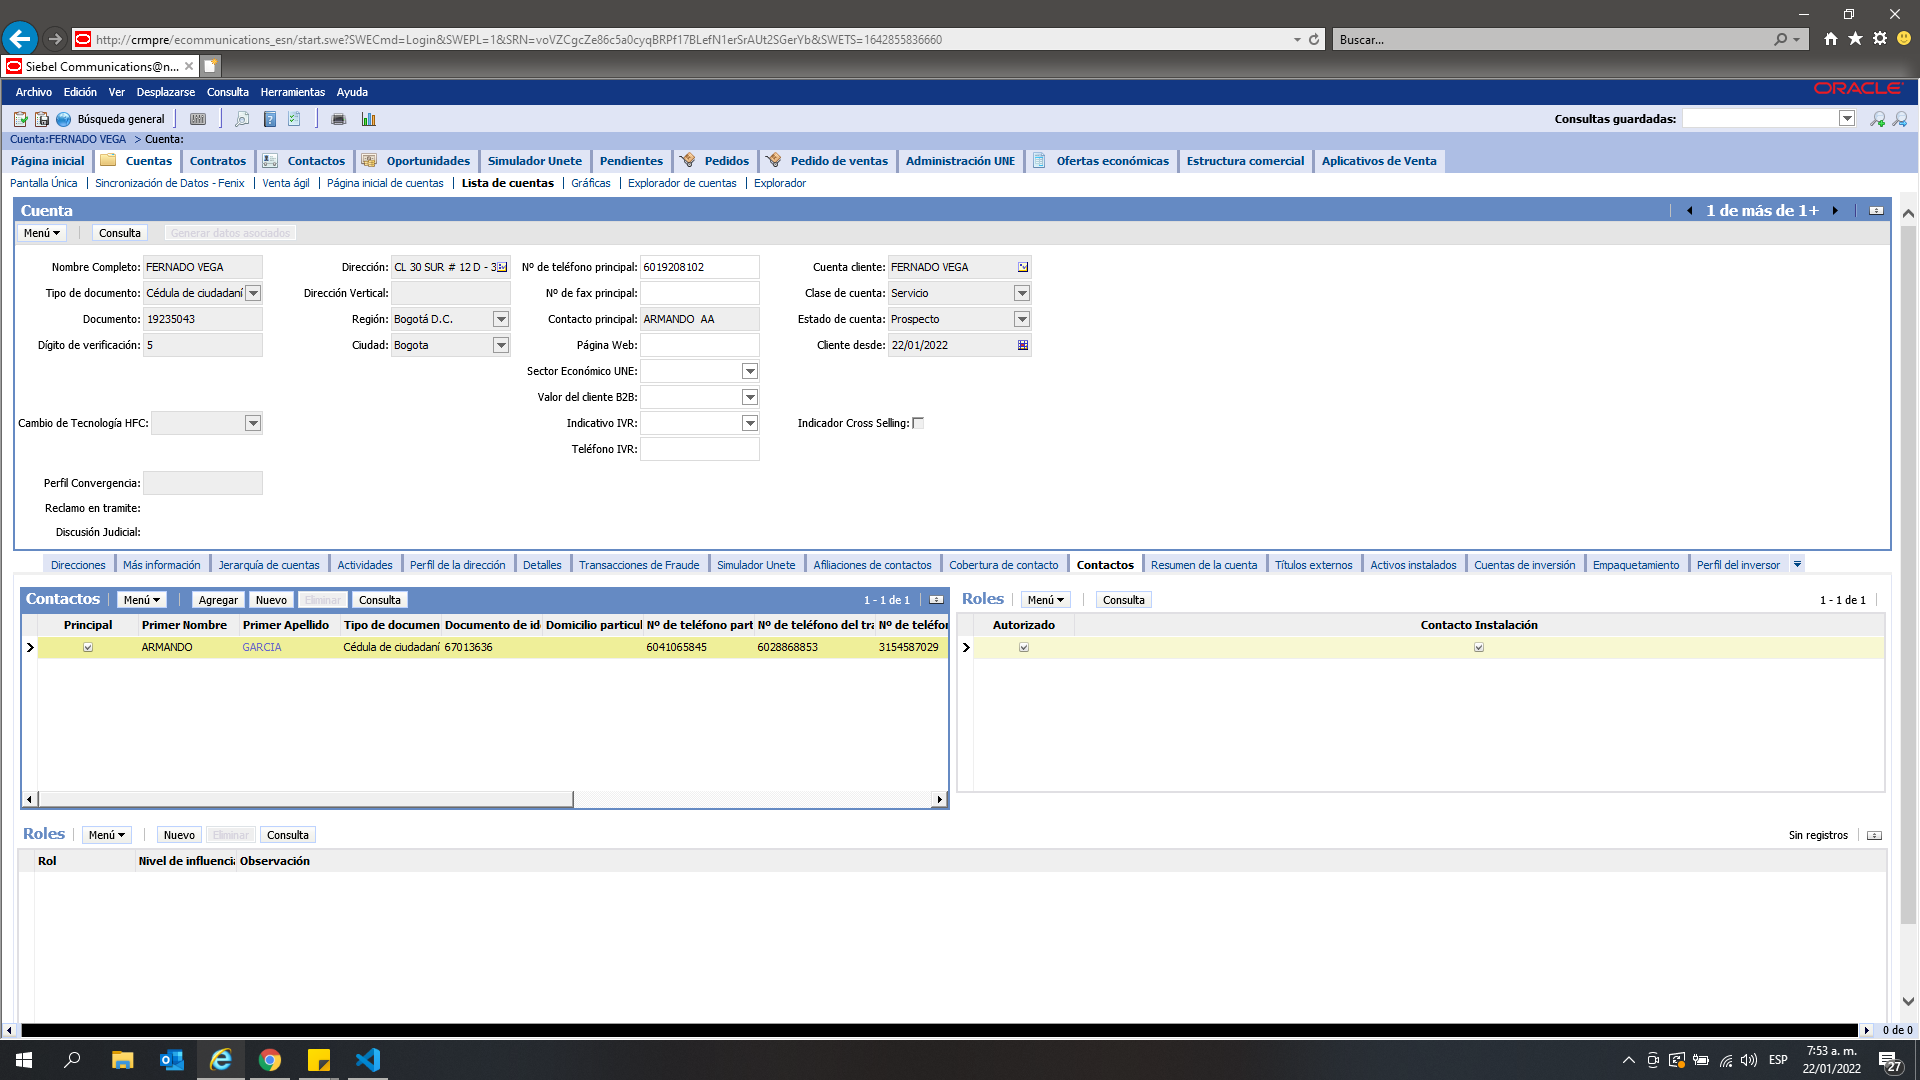 http://crmpre/ecommunications_esn/start.swe?SWECmd=Login&SWEPL=1&SRN=voVZCgcZe86c5a0cyqBRPf17BLefN1erSrAUt2SGerYb&SWETS=1642855836660
Buscar...
Siebel Communications@n...
Archivo Edición Ver Desplazarse Consulta Herramientas Ayuda
ORACLE
Búsqueda general
Consultas guardadas:
Cuenta:FERNADO VEGA > Cuenta:
Página inicial Cuentas Contratos Contactos Oportunidades Simulador Unete Pendientes Pedidos Pedido de ventas Administración UNE Ofertas económicas Estructura comercial Aplicativos de Venta
Pantalla Única Sincronización de Datos - Fenix Venta ágil Página inicial de cuentas Lista de cuentas Gráficas Explorador de cuentas Explorador
Cuenta
1 de más de 1+
Menú Consulta Generar datos asociados
Nombre Completo: FERNADO VEGA Dirección: CL 30 SUR # 12 D - 3 Nº de teléfono principal: 6019208102 Cuenta cliente: FERNADO VEGA
Tipo de documento: Cédula de ciudadaní Dirección Vertical: Nº de fax principal: Clase de cuenta: Servicio
Documento: 19235043 Región: Bogotá D.C. Contacto principal: ARMANDO AA Estado de cuenta: Prospecto
Dígito de verificación: 5 Ciudad: Bogota Página Web: Cliente desde: 22/01/2022
Sector Económico UNE:
Valor del cliente B2B:
Cambio de Tecnología HFC: Indicativo IVR: Indicador Cross Selling:
Teléfono IVR:
Perfil Convergencia:
Reclamo en tramite:
Discusión Judicial:
Direcciones Más información Jerarquía de cuentas Actividades Perfil de la dirección Detalles Transacciones de Fraude Simulador Unete Afiliaciones de contactos Cobertura de contacto Contactos Resumen de la cuenta Títulos externos Activos instalados Cuentas de inversión Empaquetamiento Perfil del inversor
Contactos Menú Agregar Nuevo Eliminar Consulta 1 - 1 de 1
Roles Menú Consulta 1 - 1 de 1
Principal Primer Nombre Primer Apellido Tipo de documen Documento de id Domicilio particul Nº de teléfono part Nº de teléfono del tra Nº de teléfo
Autorizado Contacto Instalación
ARMANDO GARCIA Cédula de ciudadaní 67013636 6041065845 6028868853 3154587029
Roles Menú Nuevo Eliminar Consulta
Sin registros
Rol Nivel de influencia Observación
0 de 0
ESP
7:53 a. m.
22/01/2022
27